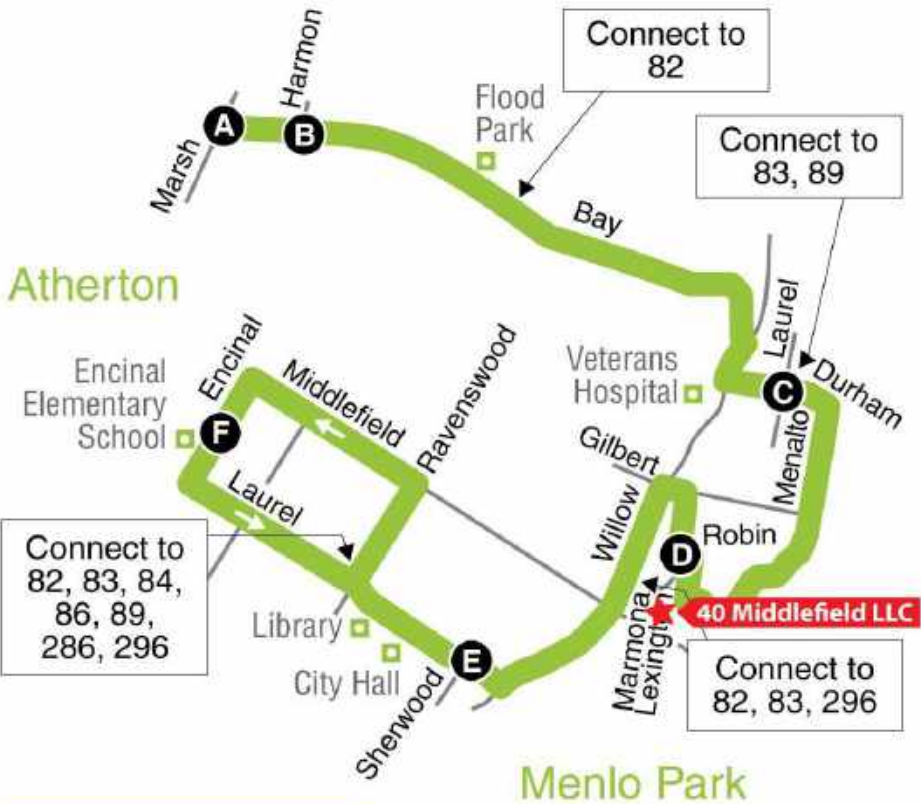 Connect to
82
Harmon
Flood
Park
A
B
Marsh
Connect to
83, 89
Bay
Atherton
Laurel
Durham
Veterans
Hospital
C
Menalto
Encinal
Middlefield
Ravenswood
Encinal
Elementary
School
F
Gilbert
Laurel
Willow
Robin
D
Connect to
82, 83, 84,
86, 89,
286, 296
Marmona
Lexington
40 Middlefield LLC
Library
City Hall
E
Sherwood
Connect to
82, 83, 296
Menlo Park